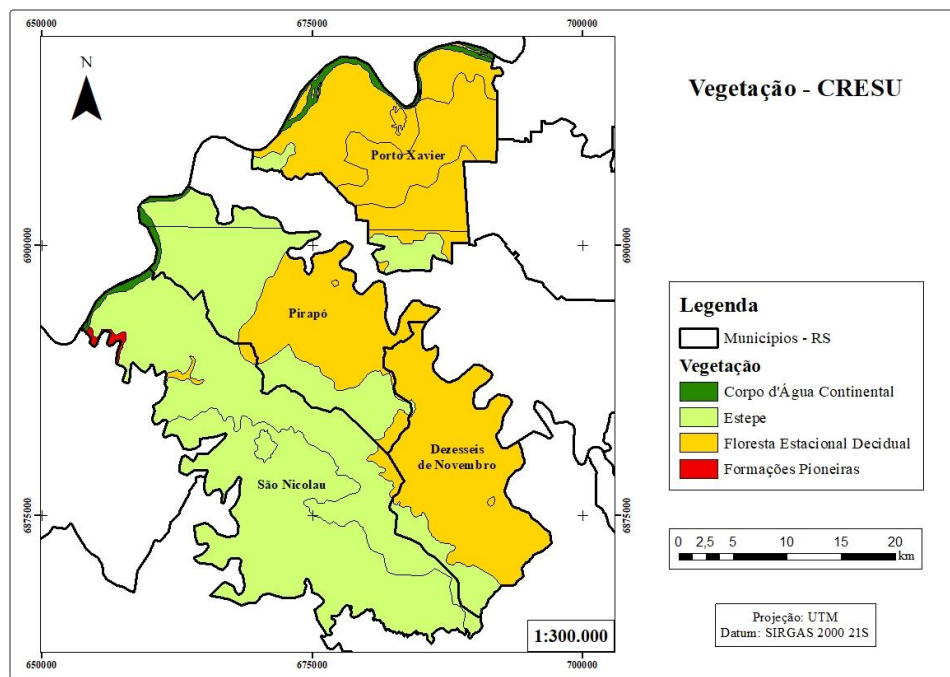 650000
675000
700000
Vegetação - CRESU
N
Porto Xavier
6900000
6900000
Pirapó
Legenda
Municípios - RS
Vegetação
Corpo d'Água Continental
Estepe
Floresta Estacional Decidual
Formações Pioneiras
Dezesseis
de Novembro
São Nicolau
6875000
6875000
0 2,5 5 10 15 20
km
Projeção: UTM
Datum: SIRGAS 2000 21S
1:300.000
650000
675000
700000